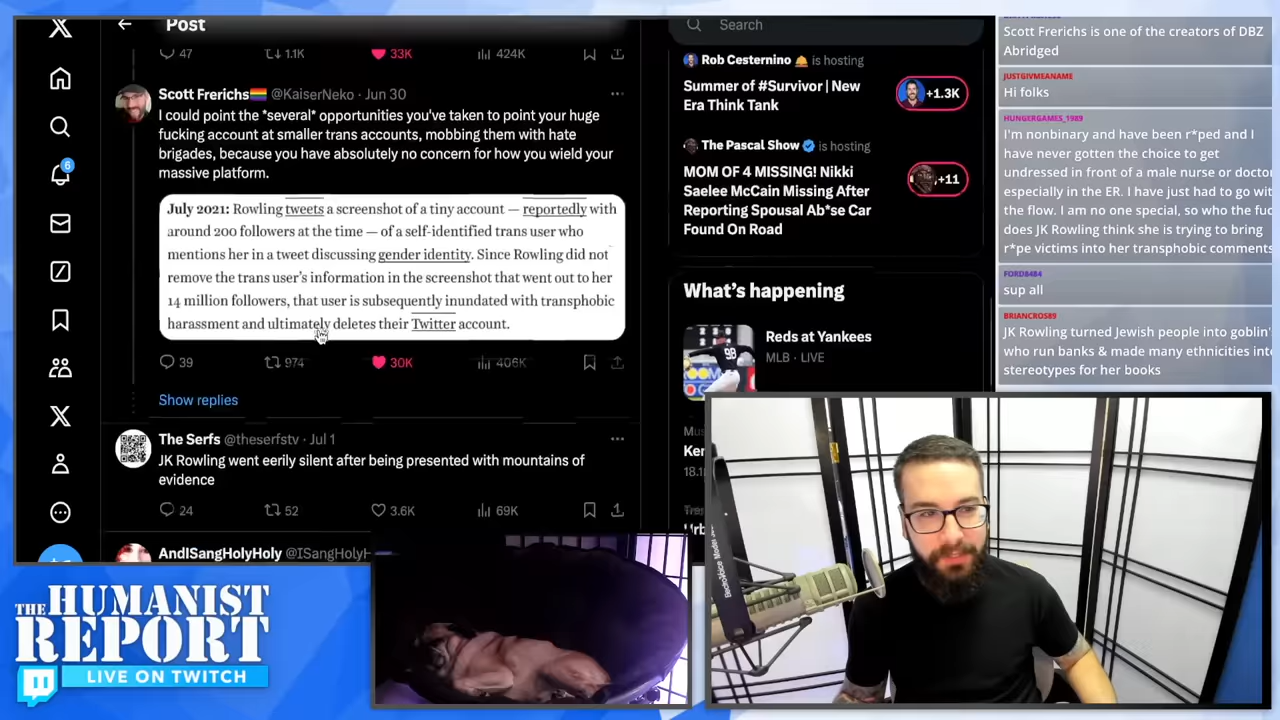 Post
47
1.1K
33K
424K
Scott Frerichs🏳️‍🌈 @KaiserNeko · Jun 30
I could point the *several* opportunities you've taken to point your huge
fucking account at smaller trans accounts, mobbing them with hate
brigades, because you have absolutely no concern for how you wield your
massive platform.
July 2021: Rowling tweets a screenshot of a tiny account — reportedly with
around 200 followers at the time — of a self-identified trans user who
mentions her in a tweet discussing gender identity. Since Rowling did not
remove the trans user's information in the screenshot that went out to her
14 million followers, that user is subsequently inundated with transphobic
harassment and ultimately deletes their Twitter account.
39
974
30K
406K
Show replies
The Serfs @theserfstv · Jul 1
JK Rowling went eerily silent after being presented with mountains of
evidence
24
52
3.6K
69K
AndISangHolyHoly @ISangHolyH
6
Search
Rob Cesternino 🔔 is hosting
Summer of #Survivor | New
Era Think Tank
+1.3K
The Pascal Show is hosting
MOM OF 4 MISSING! Nikki
Saelee McCain Missing After
Reporting Spousal Ab*se Car
Found On Road
+11
What's happening
Reds at Yankees
MLB · LIVE
Scott Frerichs is one of the creators of DBZ
Abridged
JUSTGIVMEANAME
Hi folks
HUNGERGAMES_1989
I'm nonbinary and have been r*ped and I
have never gotten the choice to get
undressed in front of a male nurse or docto
especially in the ER. I have just had to go wit
the flow. I am no one special, so who the fuc
does JK Rowling think she is trying to bring
r*pe victims into her transphobic comments
FORD8484
sup all
BRIANCROS89
JK Rowling turned Jewish people into goblin'
who run banks & made many ethnicities int
stereotypes for her books
THE
HUMANIST
REPORT
LIVE ON TWITCH